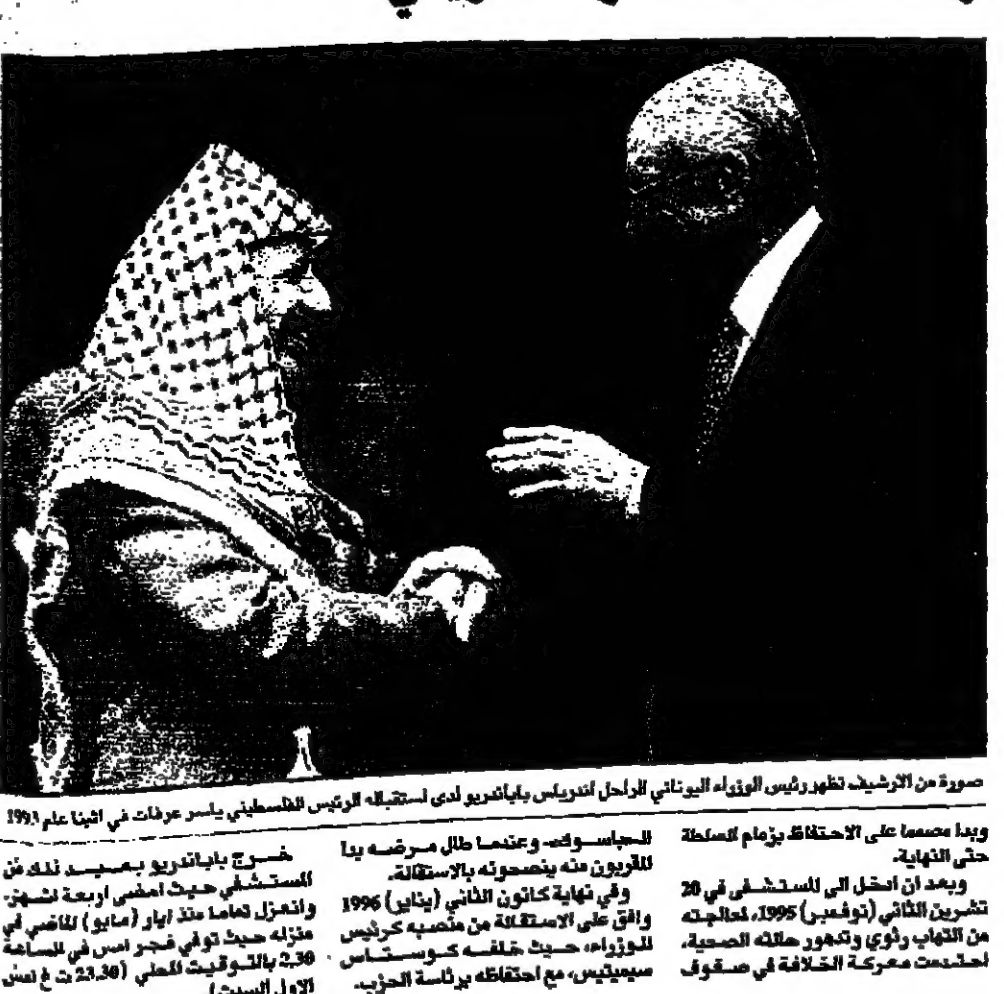 صورة من الارشيف تظهر رئيس الوزراء اليوناني الراحل اندرياس باباندريو لدى استقباله الرئيس الفلسطيني ياسر عرفات في اثينا عام 1993
وبدا مصمما على الاحتفاظ بزمام السلطة
حتى النهاية.
وبعد ان ادخل الى المستشفى في 20
تشرين الثاني (نوفمبر) 1995، لمعالجته
من التهاب رئوي وتدهور حالته الصحية،
احتدمت معركة الخلافة في صفوف
الباسوك. وعندما طال مرضه بدا
المقربون منه ينصحونه بالاستقالة.
وفي نهاية كانون الثاني (يناير) 1996
وافق على الاستقالة من منصبه كرئيس
للوزراء، حيث خلفه كوستاس
سيميتيس، مع احتفاظه برئاسة الحزب.
خرج باباندريو بعيد ذلك من
المستشفى حيث امضى اربعة اشهر.
وانعزل تماما منذ ايار (مايو) الماضي في
منزله حيث توفي فجر امس في الساعة
2.30 بالتوقيت المحلي (23.30 ت غ امس
الاول السبت)